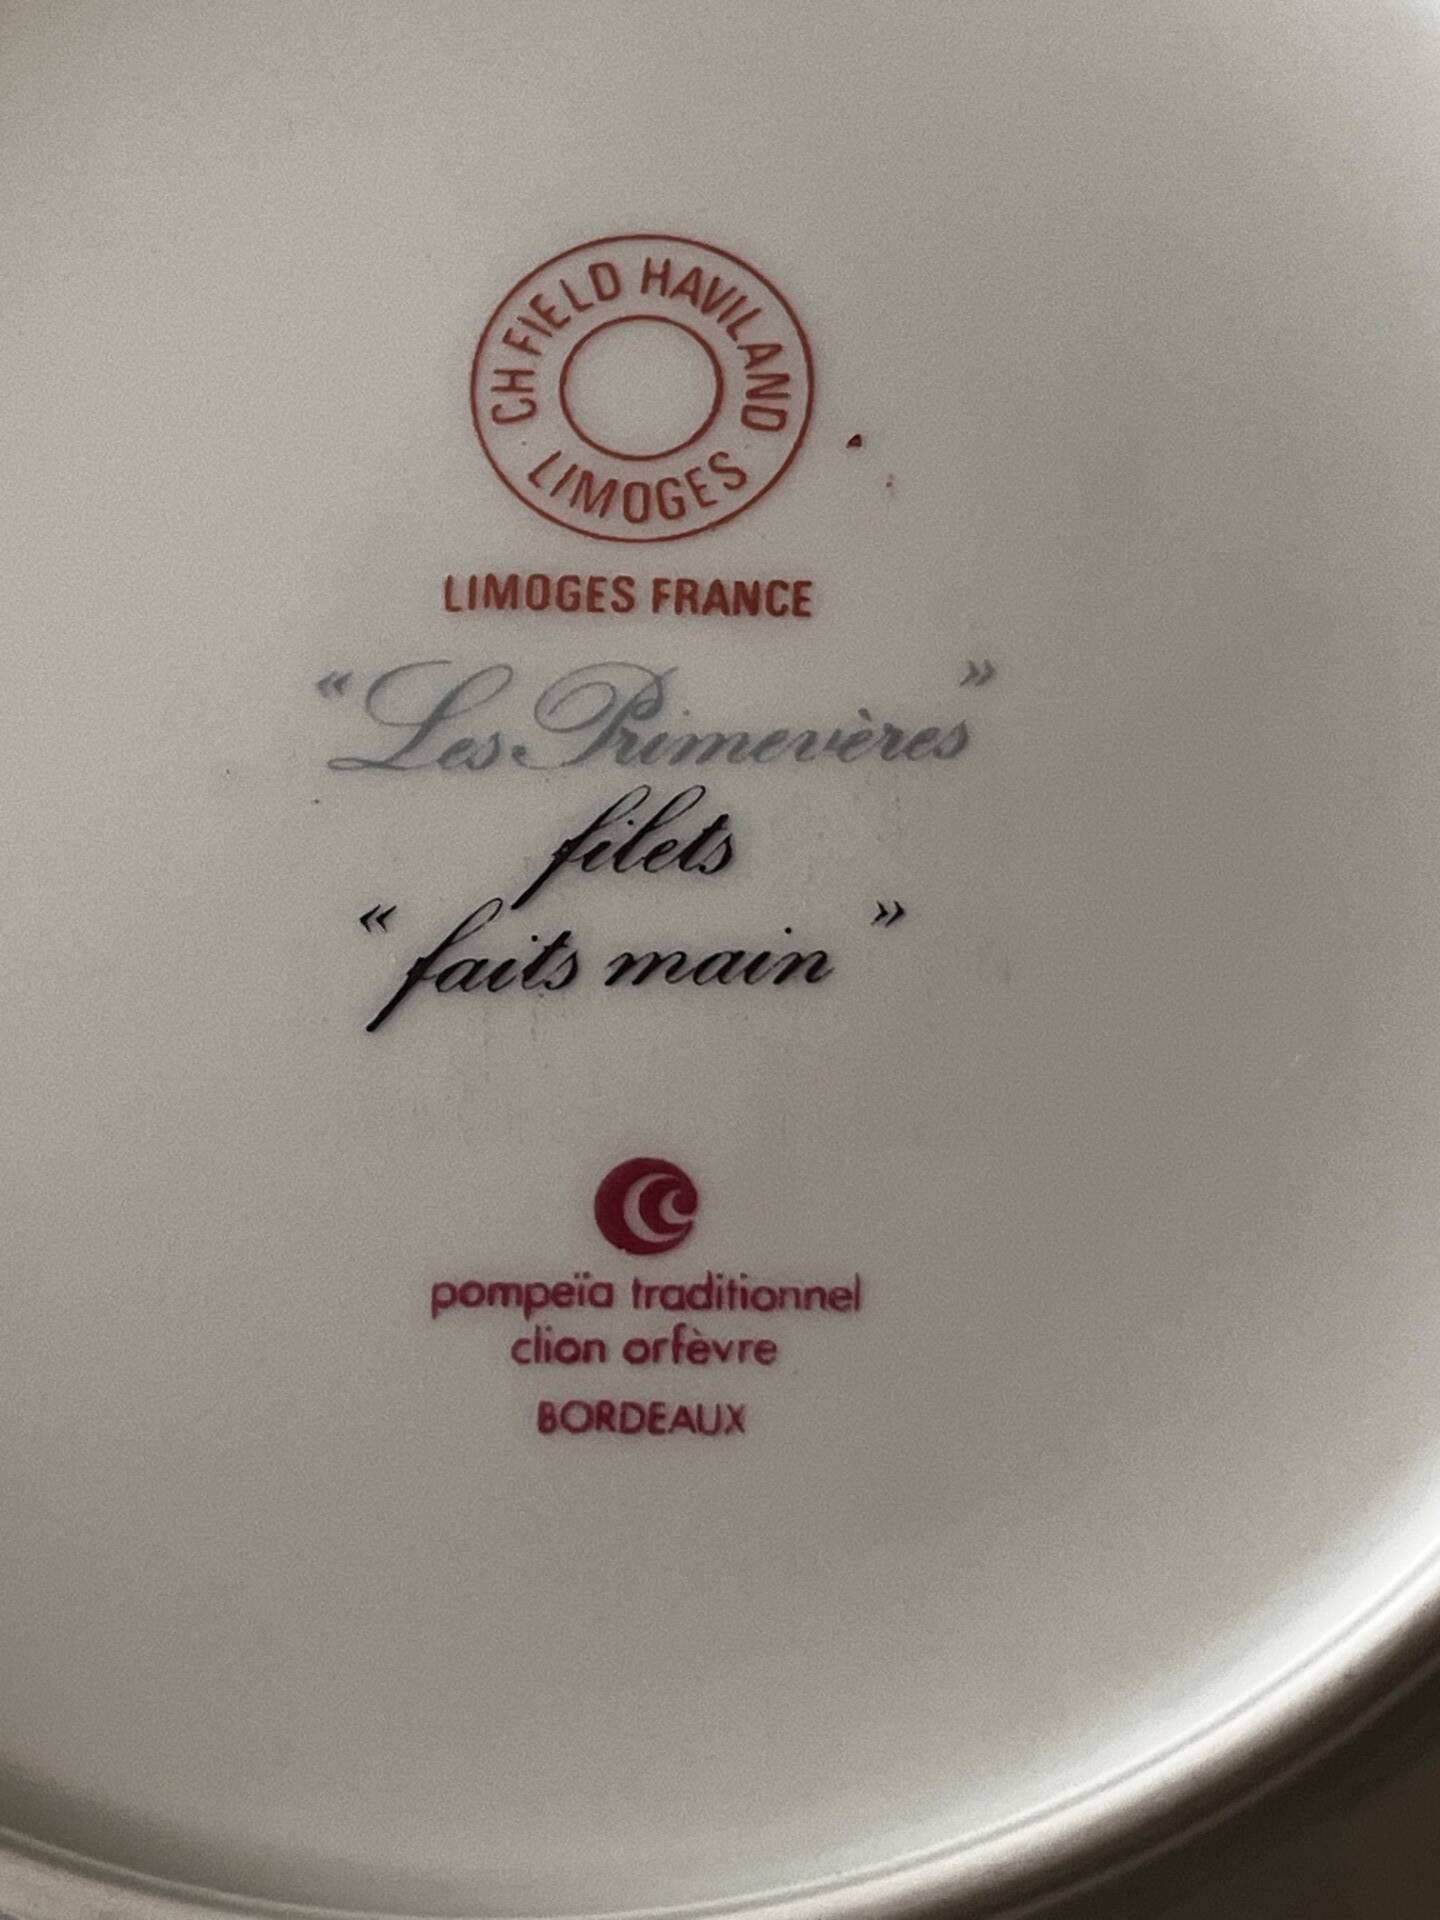 CH FIELD HAVILAND
LIMOGES
LIMOGES FRANCE
“Les Primevères”
filets
“faits main”
pompeïa traditionnel
clion orfèvre
BORDEAUX